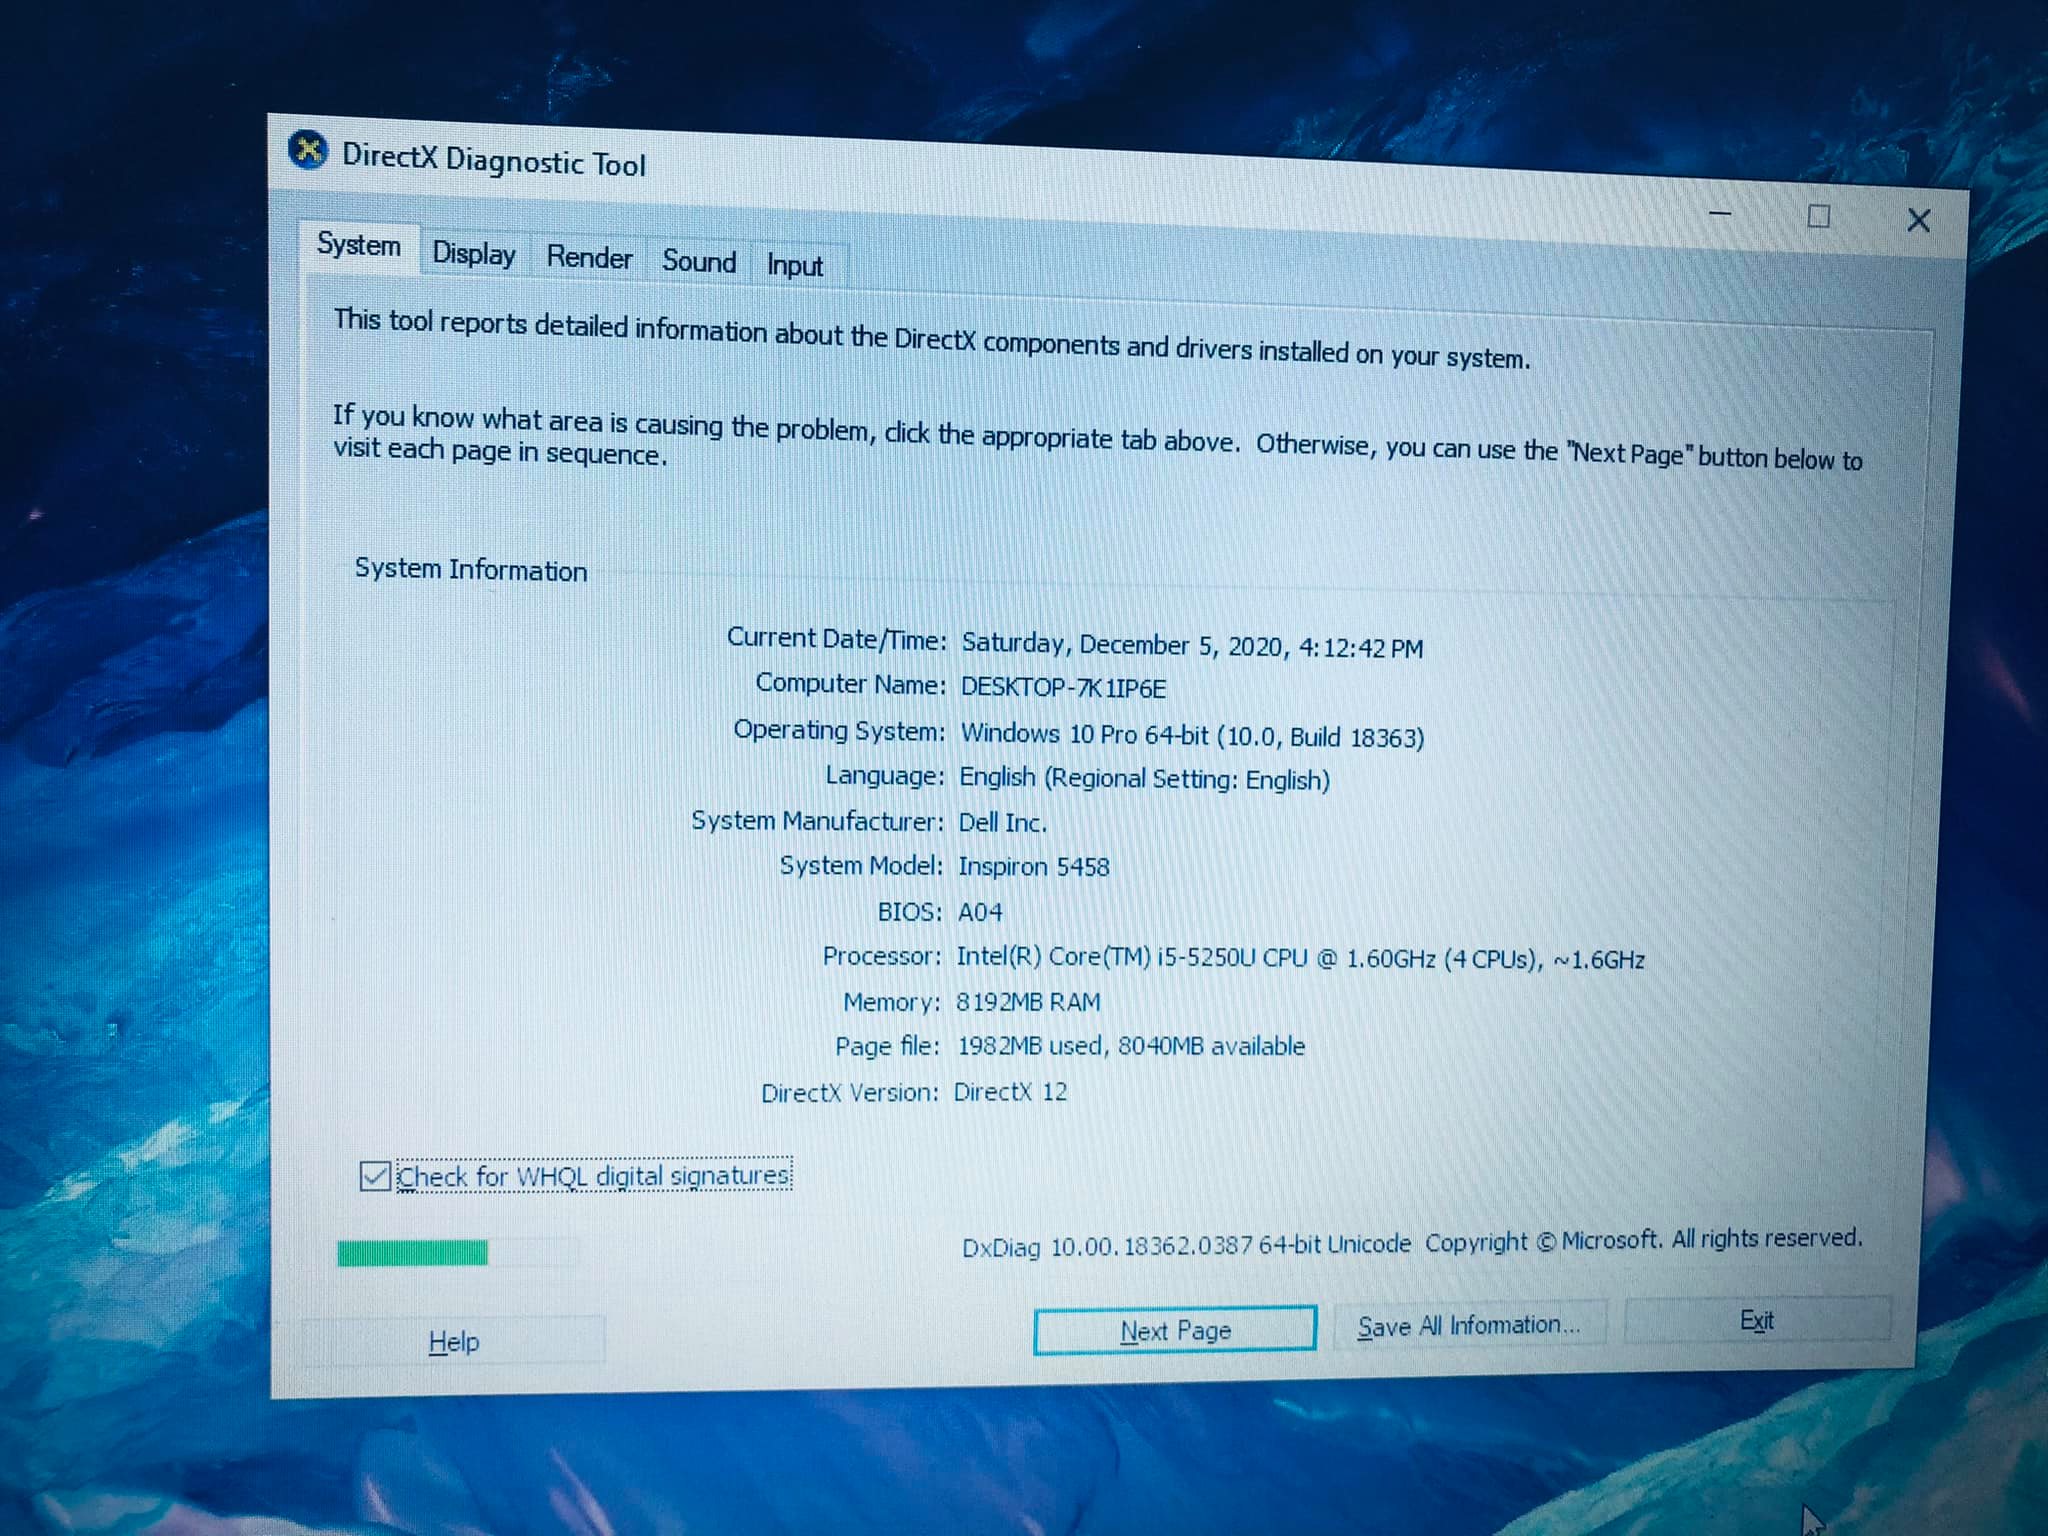 DirectX Diagnostic Tool
System Display Render Sound Input
This tool reports detailed information about the DirectX components and drivers installed on your system.
If you know what area is causing the problem, click the appropriate tab above.  Otherwise, you can use the "Next Page" button below to
visit each page in sequence.
System Information
Current Date/Time: Saturday, December 5, 2020, 4:12:42 PM
Computer Name: DESKTOP-7K1IP6E
Operating System: Windows 10 Pro 64-bit (10.0, Build 18363)
Language: English (Regional Setting: English)
System Manufacturer: Dell Inc.
System Model: Inspiron 5458
BIOS: A04
Processor: Intel(R) Core(TM) i5-5250U CPU @ 1.60GHz (4 CPUs), ~1.6GHz
Memory: 8192MB RAM
Page file: 1982MB used, 8040MB available
DirectX Version: DirectX 12
Check for WHQL digital signatures
DxDiag 10.00.18362.0387 64-bit Unicode  Copyright © Microsoft. All rights reserved.
Help Next Page Save All Information... Exit